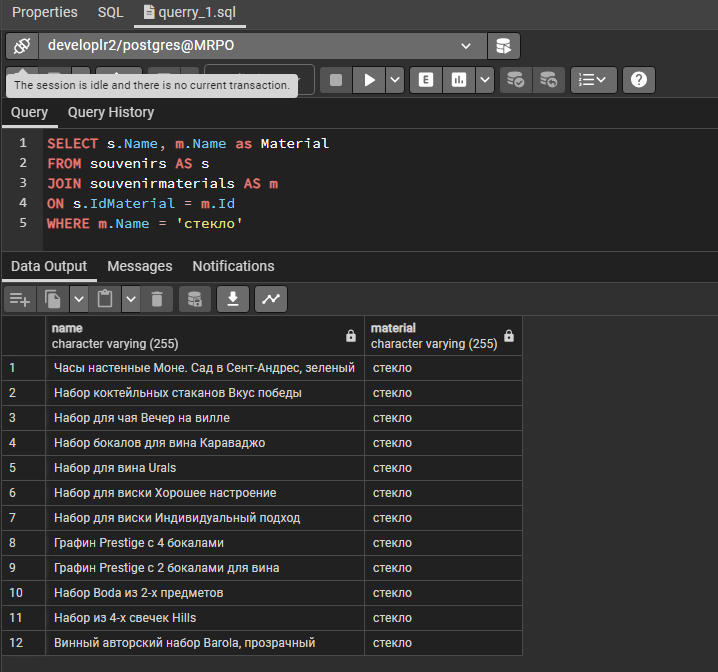 Properties SQL querry_1.sql
developlr2/postgres@MRPO
The session is idle and there is no current transaction.
E
Query Query History
1 SELECT s.Name, m.Name as Material
2 FROM souvenirs AS s
3 JOIN souvenirmaterials AS m
4 ON s.IdMaterial = m.Id
5 WHERE m.Name = 'стекло'
Data Output Messages Notifications
name material
character varying (255) character varying (255)
1 Часы настенные Моне. Сад в Сент-Андрес, зеленый стекло
2 Набор коктейльных стаканов Вкус победы стекло
3 Набор для чая Вечер на вилле стекло
4 Набор бокалов для вина Караваджо стекло
5 Набор для вина Urals стекло
6 Набор для виски Хорошее настроение стекло
7 Набор для виски Индивидуальный подход стекло
8 Графин Prestige с 4 бокалами стекло
9 Графин Prestige с 2 бокалами для вина стекло
10 Набор Boda из 2-х предметов стекло
11 Набор из 4-х свечек Hills стекло
12 Винный авторский набор Barola, прозрачный стекло